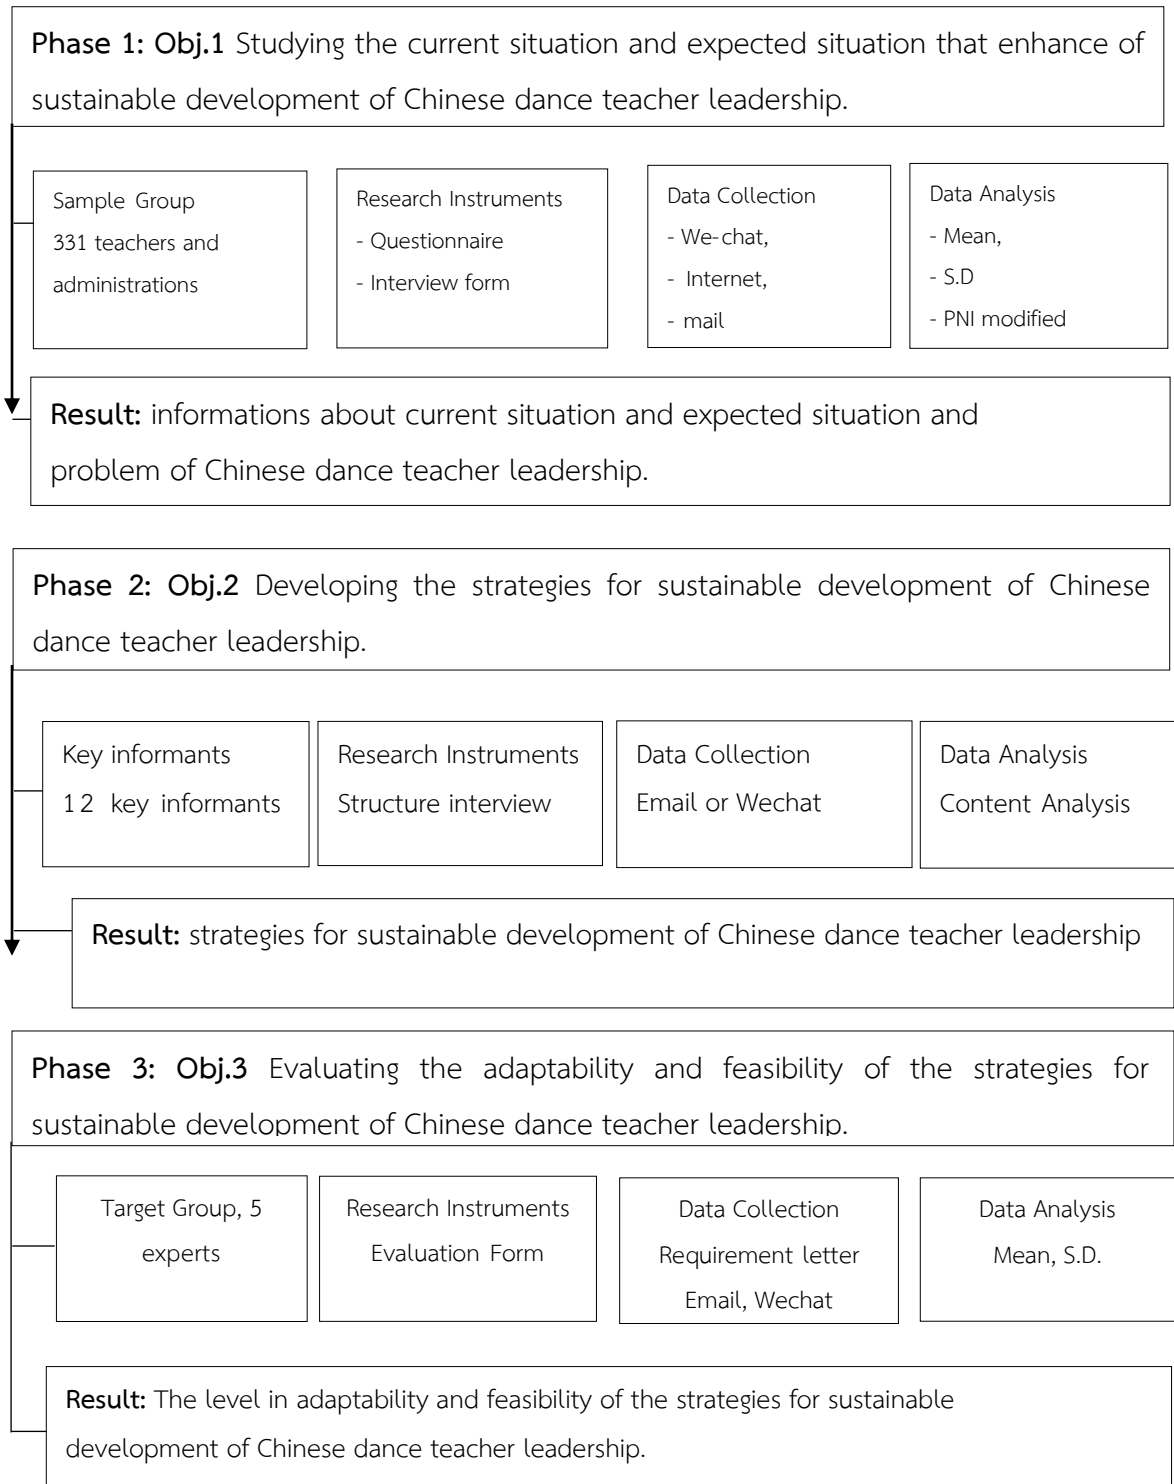 Phase 1: Obj.1 Studying the current situation and expected situation that enhance of
sustainable development of Chinese dance teacher leadership.
Sample Group
331 teachers and
administrations
Research Instruments
- Questionnaire
- Interview form
Data Collection
- We-chat,
- Internet,
- mail
Data Analysis
- Mean,
- S.D
- PNI modified
Result: informations about current situation and expected situation and
problem of Chinese dance teacher leadership.
Phase 2: Obj.2 Developing the strategies for sustainable development of Chinese
dance teacher leadership.
Key informants
12 key informants
Research Instruments
Structure interview
Data Collection
Email or Wechat
Data Analysis
Content Analysis
Result: strategies for sustainable development of Chinese dance teacher leadership
Phase 3: Obj.3 Evaluating the adaptability and feasibility of the strategies for
sustainable development of Chinese dance teacher leadership.
Target Group, 5
experts
Research Instruments
Evaluation Form
Data Collection
Requirement letter
Email, Wechat
Data Analysis
Mean, S.D.
Result: The level in adaptability and feasibility of the strategies for sustainable
development of Chinese dance teacher leadership.